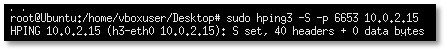 root@Ubuntu:/home/vboxuser/Desktop# sudo hping3 -S -p 6653 10.0.2.15
HPING 10.0.2.15 (h3-eth0 10.0.2.15): S set, 40 headers + 0 data bytes